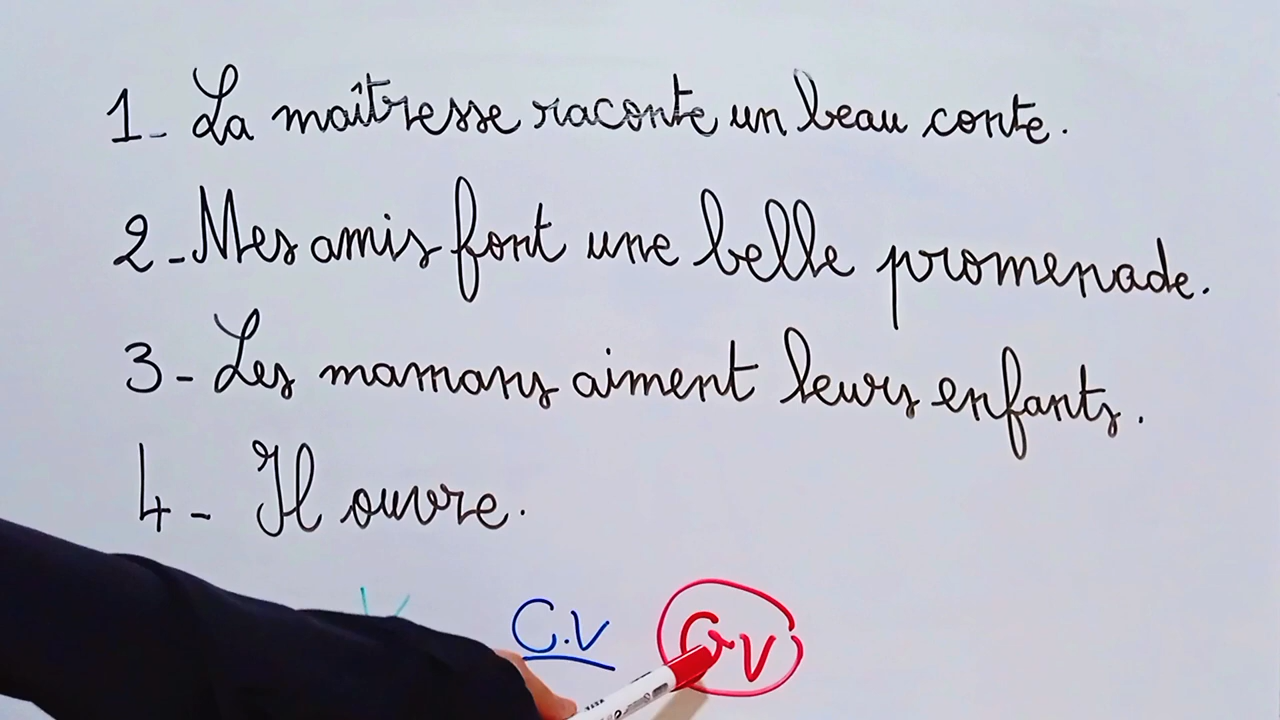 1- La maîtresse raconte un beau conte.
2-Mes amis font une belle promenade.
3- Les mamans aiment leurs enfants.
4- Il ouvre.
V C.V GV